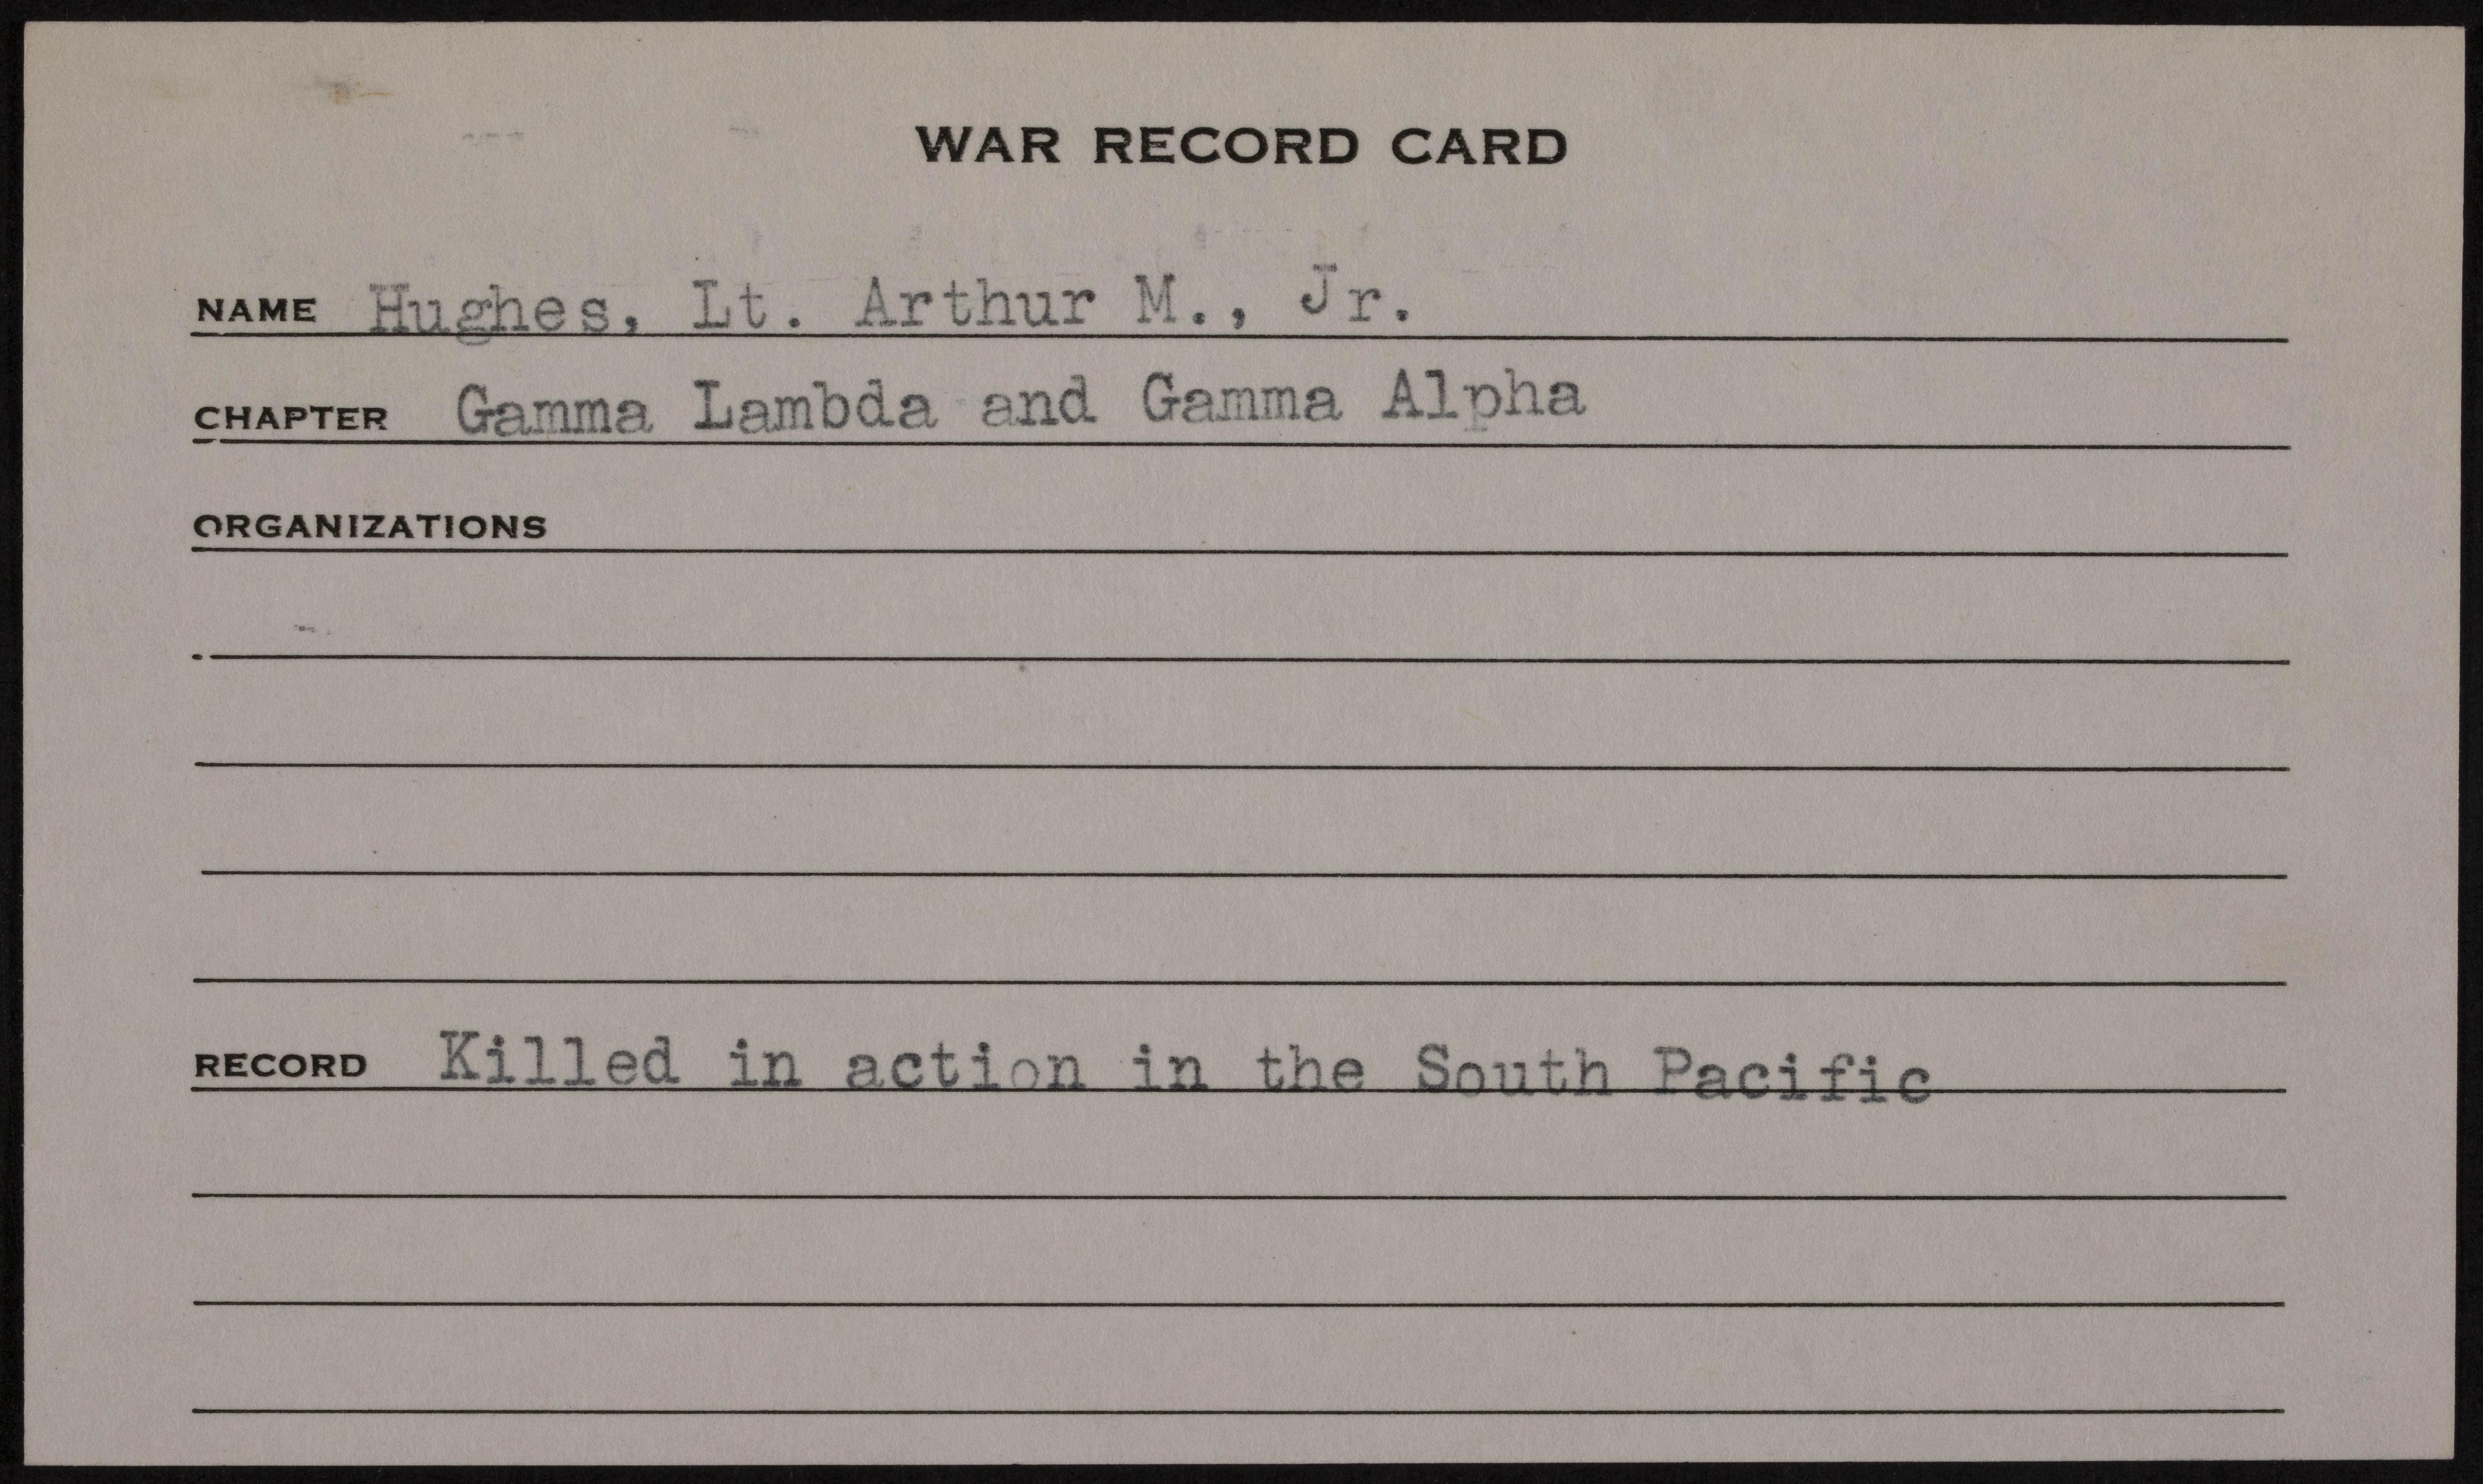 WAR RECORD CARD
NAME Hughes, Lt. Arthur M., Jr.
CHAPTER Gamma Lambda and Gamma Alpha
ORGANIZATIONS
RECORD Killed in action in the South Pacific